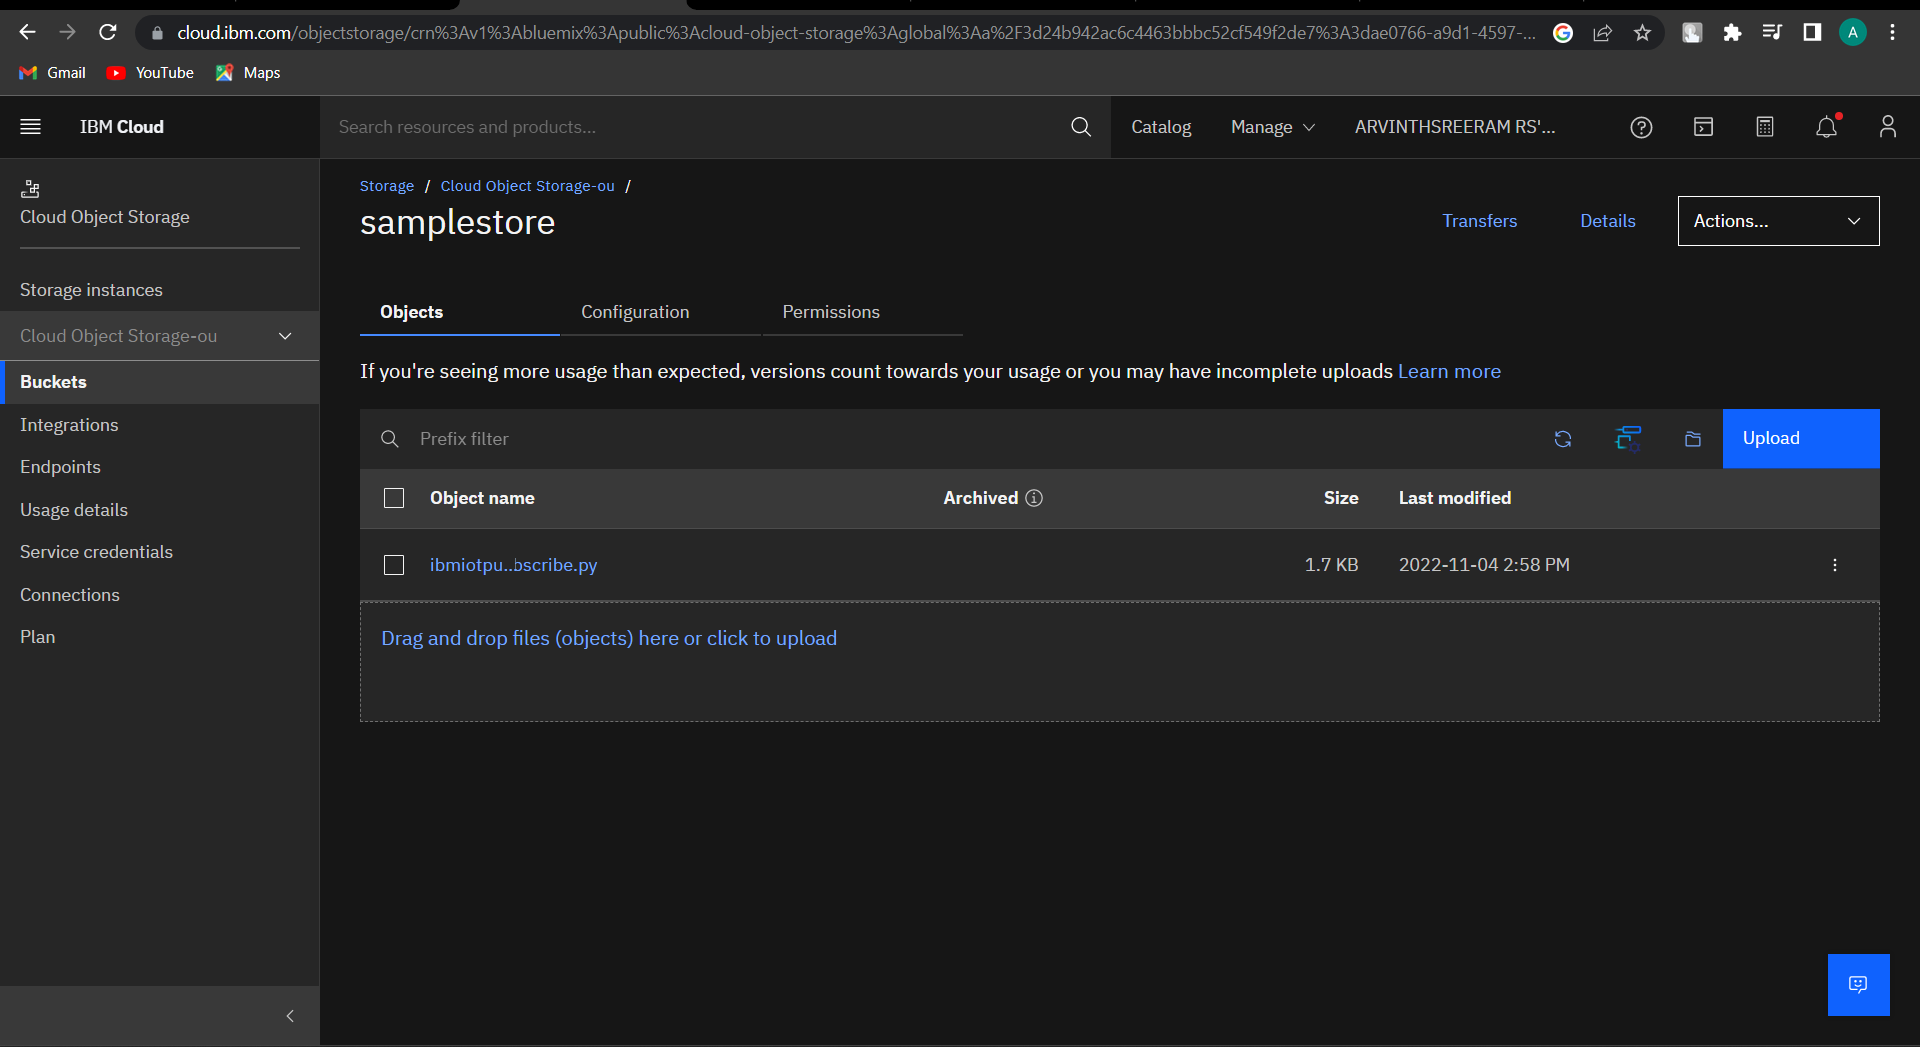 cloud.ibm.com/objectstorage/crn%3Av1%3Abluemix%3Apublic%3Acloud-object-storage%3Aglobal%3Aa%2F3d24b942ac6c4463bbbc52cf549f2de7%3A3dae0766-a9d1-4597-...
A
Gmail
YouTube
Maps
IBM Cloud
Search resources and products...
Catalog
Manage
ARVINTHSREERAM RS'...
Cloud Object Storage
Storage instances
Cloud Object Storage-ou
Buckets
Integrations
Endpoints
Usage details
Service credentials
Connections
Plan
Storage / Cloud Object Storage-ou /
samplestore
Transfers
Details
Actions...
Objects
Configuration
Permissions
If you're seeing more usage than expected, versions count towards your usage or you may have incomplete uploads Learn more
Prefix filter
Upload
Object name
Archived
Size
Last modified
ibmiotpu..bscribe.py
1.7 KB
2022-11-04 2:58 PM
Drag and drop files (objects) here or click to upload